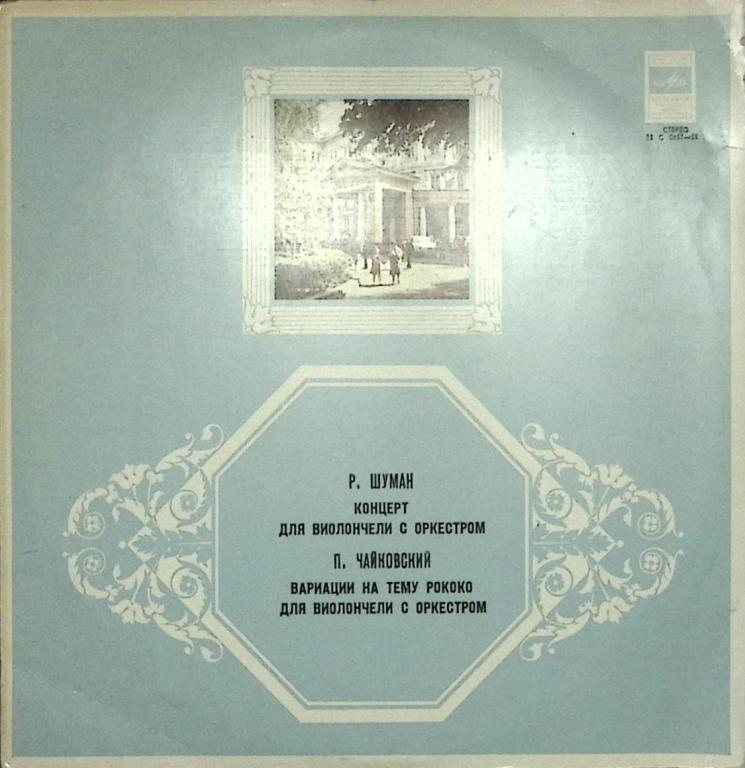 СТЕРЕО
Р. ШУМАН
КОНЦЕРТ
ДЛЯ ВИОЛОНЧЕЛИ С ОРКЕСТРОМ
П. ЧАЙКОВСКИЙ
ВАРИАЦИИ НА ТЕМУ РОКОКО
ДЛЯ ВИОЛОНЧЕЛИ С ОРКЕСТРОМ